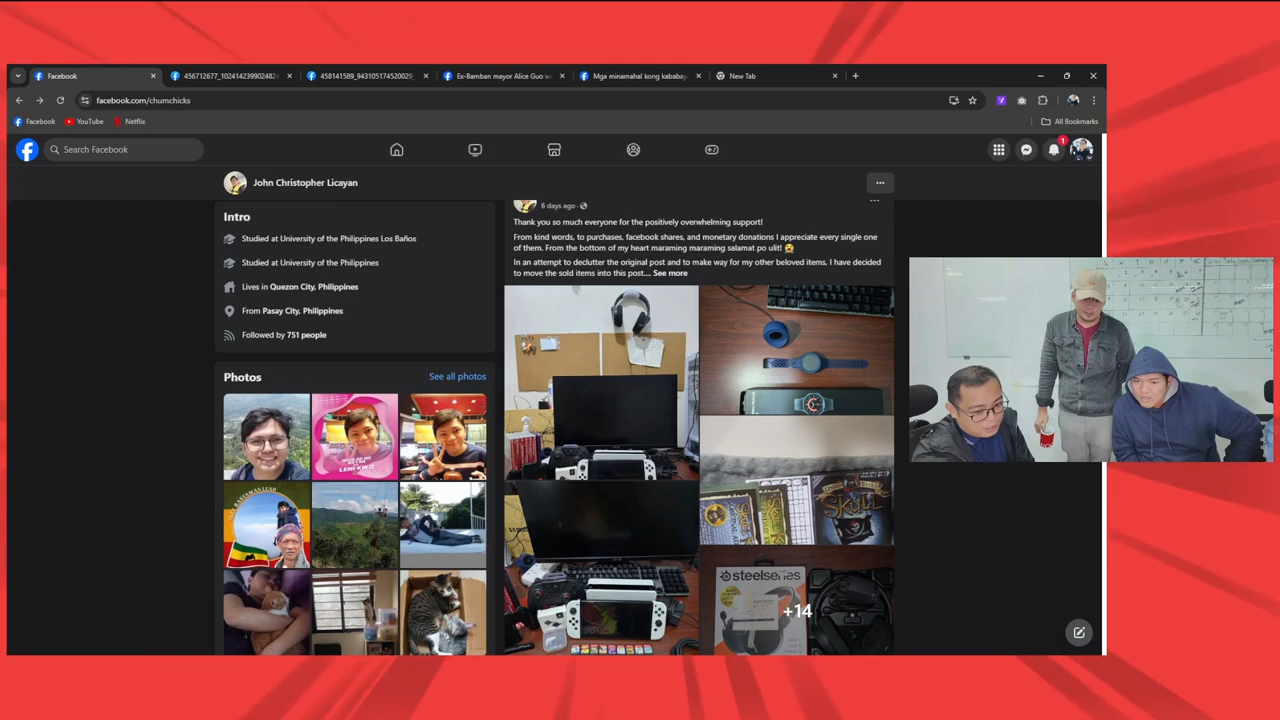 Facebook
456712677_1024142399024824
458141589_943105174520029_
Ex-Bamban mayor Alice Guo w
Mga minamahal kong kababay
New Tab
facebook.com/chumchicks
Facebook
YouTube
Netflix
All Bookmarks
Search Facebook
1
John Christopher Licayan
Intro
Studied at University of the Philippines Los Baños
Studied at University of the Philippines
Lives in Quezon City, Philippines
From Pasay City, Philippines
Followed by 751 people
Photos
See all photos
6 days ago ·
Thank you so much everyone for the positively overwhelming support!
From kind words, to purchases, facebook shares, and monetary donations I appreciate every single one
of them. From the bottom of my heart maraming maraming salamat po ulit! 😭
In an attempt to declutter the original post and to make way for my other beloved items, I have decided
to move the sold items into this post.... See more
LENI-KIKO
SKULL
steelseries
+14